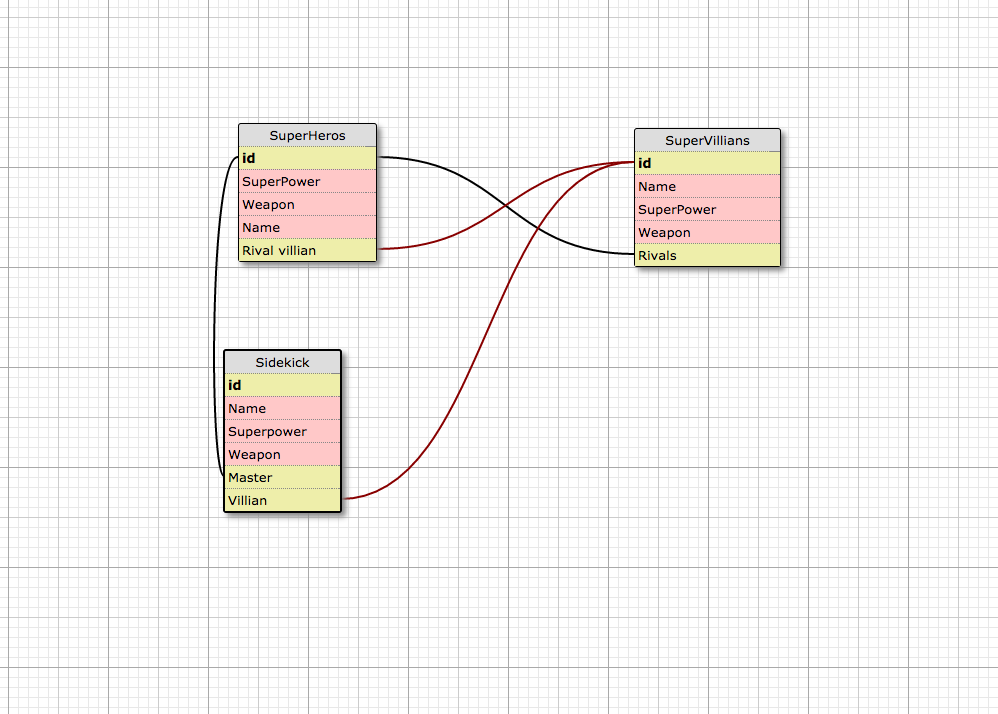 SuperHeros
id
SuperPower
Weapon
Name
Rival villian
SuperVillians
id
Name
SuperPower
Weapon
Rivals
Sidekick
id
Name
Superpower
Weapon
Master
Villian